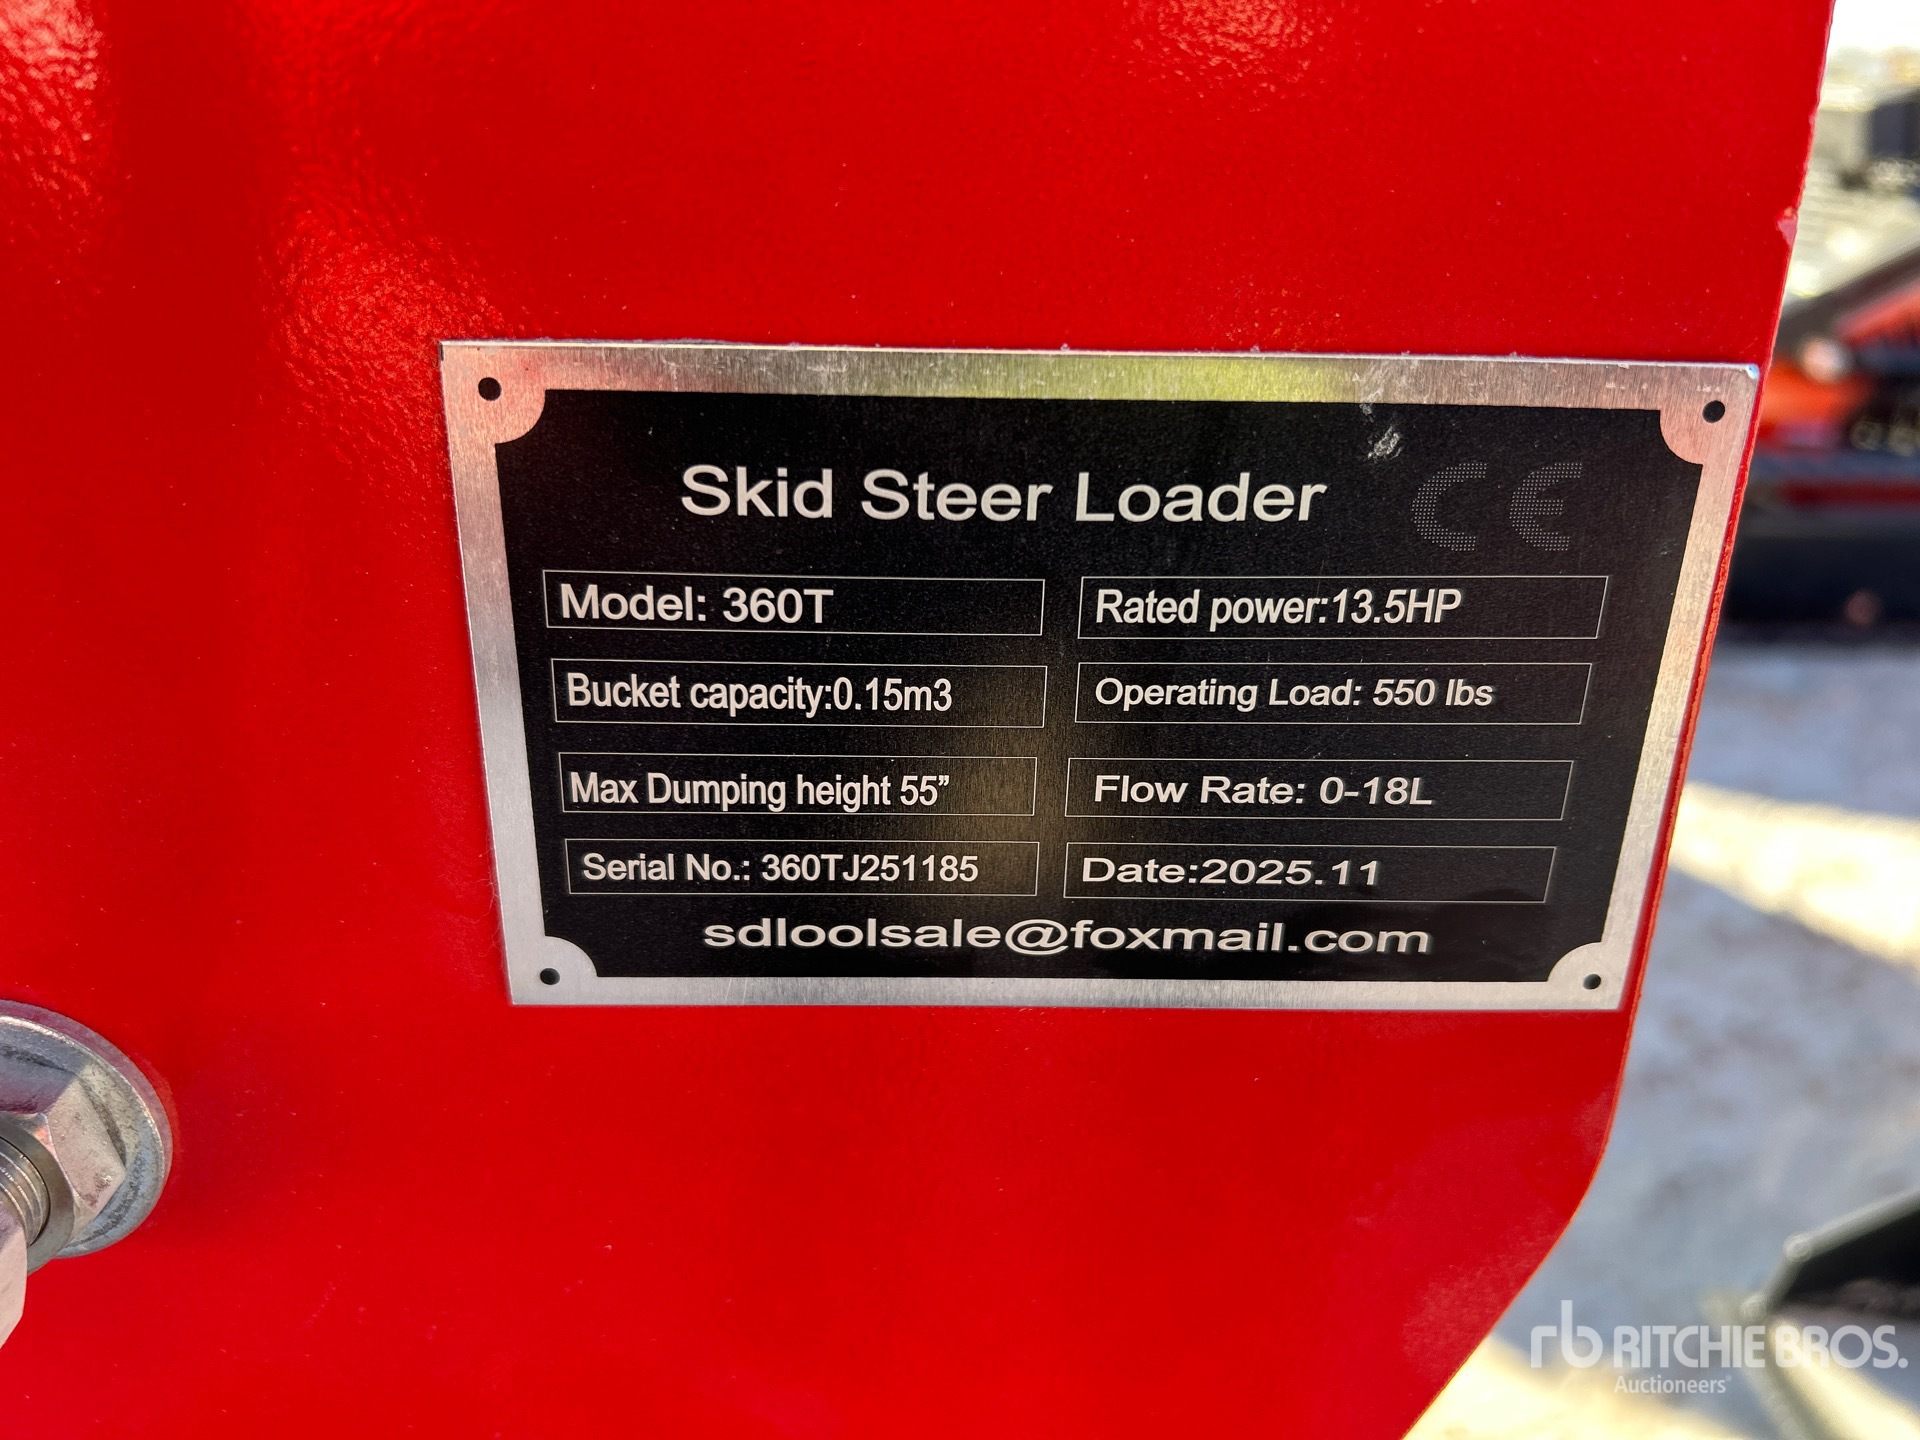 Skid Steer Loader CE
Model: 360T
Rated power:13.5HP
Bucket capacity:0.15m3
Operating Load: 550 lbs
Max Dumping height 55”
Flow Rate: 0-18L
Serial No.: 360TJ251185
Date:2025.11
sdloolsale@foxmail.com
rb RITCHIE BROS.
Auctioneers